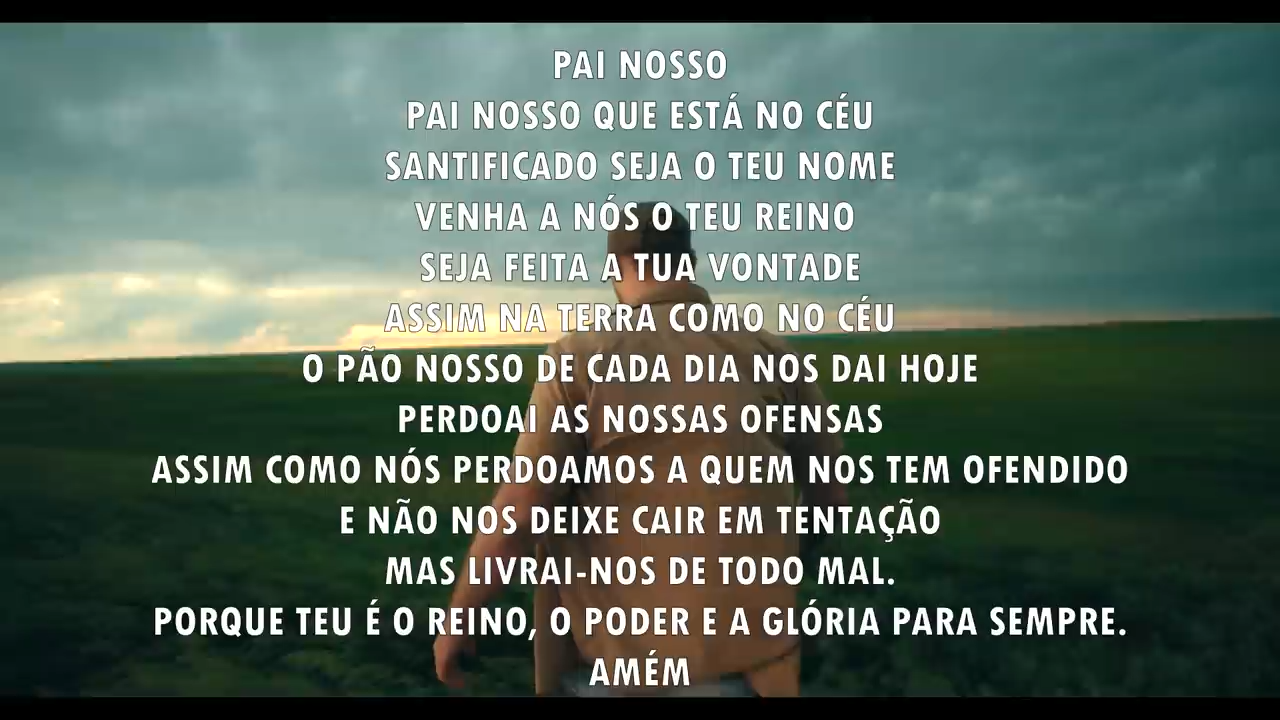 PAI NOSSO
PAI NOSSO QUE ESTÁ NO CÉU
SANTIFICADO SEJA O TEU NOME
VENHA A NÓS O TEU REINO
SEJA FEITA A TUA VONTADE
ASSIM NA TERRA COMO NO CÉU
O PÃO NOSSO DE CADA DIA NOS DAI HOJE
PERDOAI AS NOSSAS OFENSAS
ASSIM COMO NÓS PERDOAMOS A QUEM NOS TEM OFENDIDO
E NÃO NOS DEIXE CAIR EM TENTAÇÃO
MAS LIVRAI-NOS DE TODO MAL.
PORQUE TEU É O REINO, O PODER E A GLÓRIA PARA SEMPRE.
AMÉM